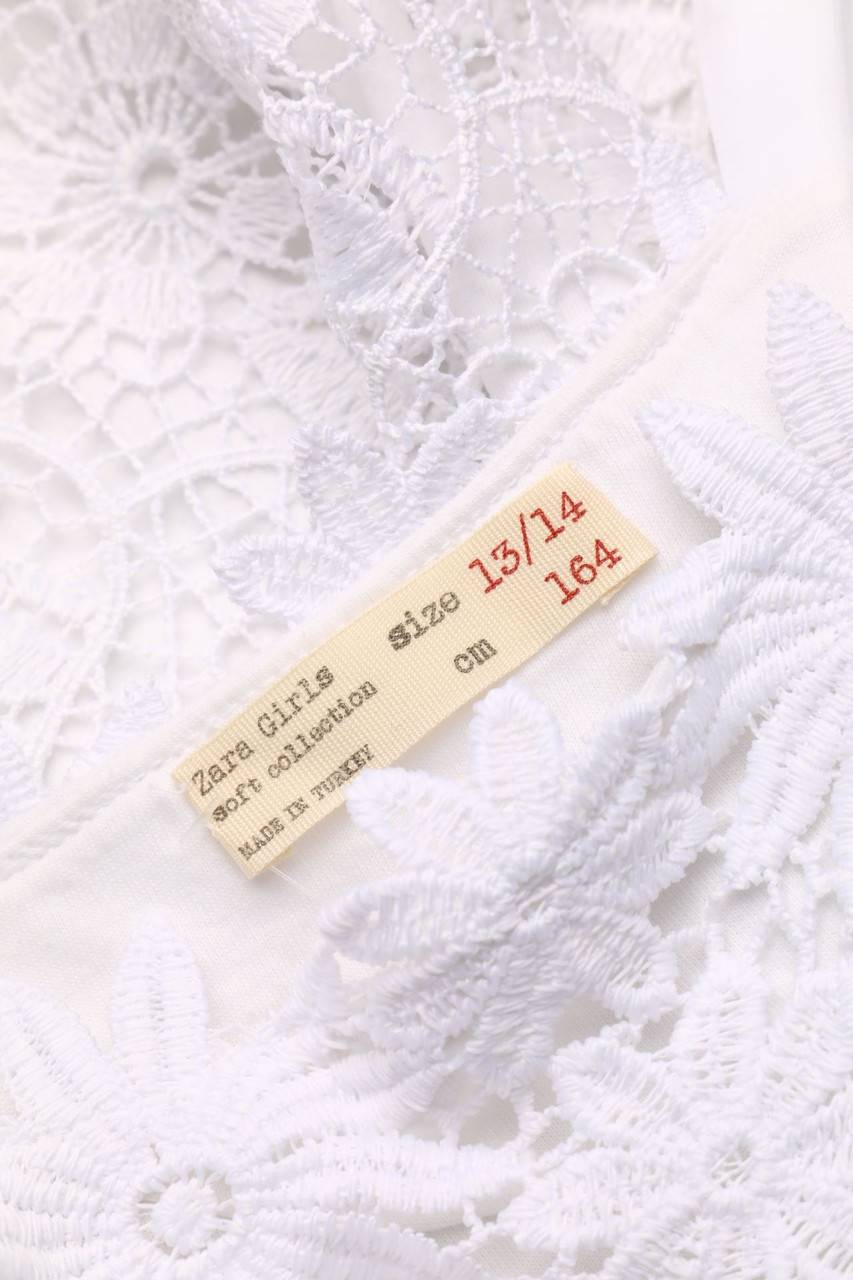 Zara Girls
soft collection
MADE IN TURKEY
Size 13/14
cm 164